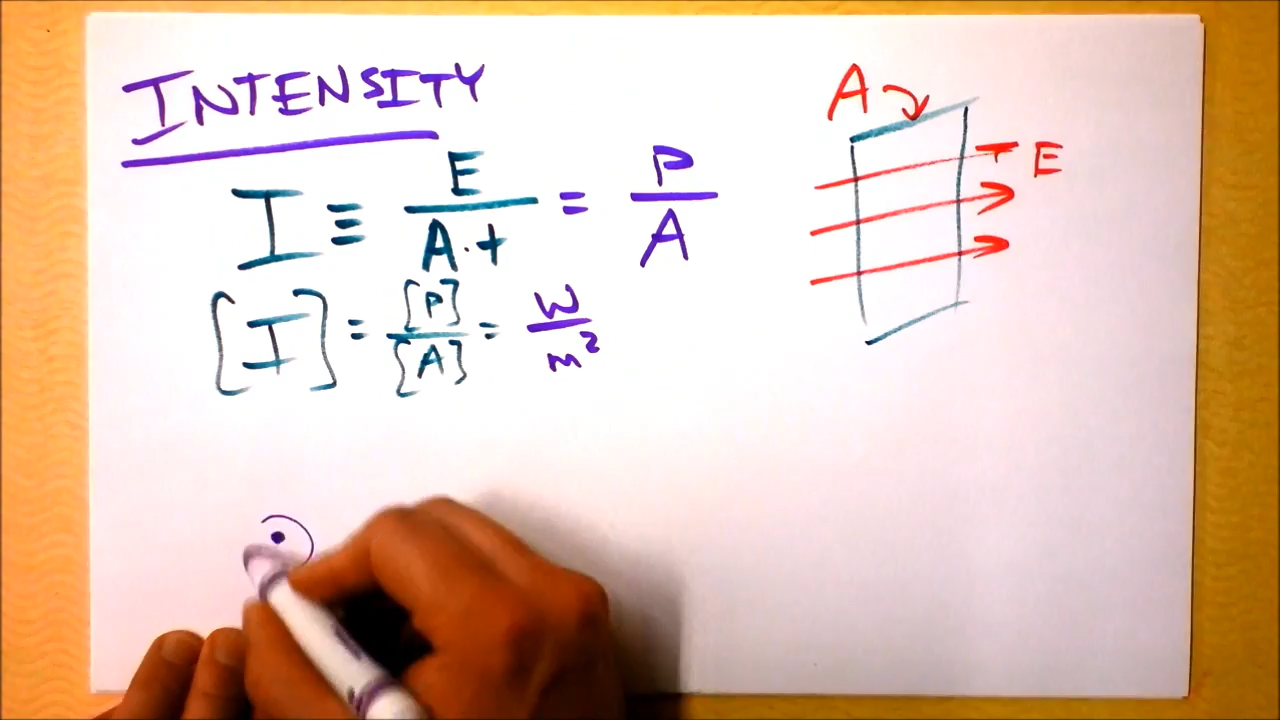 INTENSITY
I ≡ E / A·t = P / A
[I] = [P] / [A] = W / m²
A
E